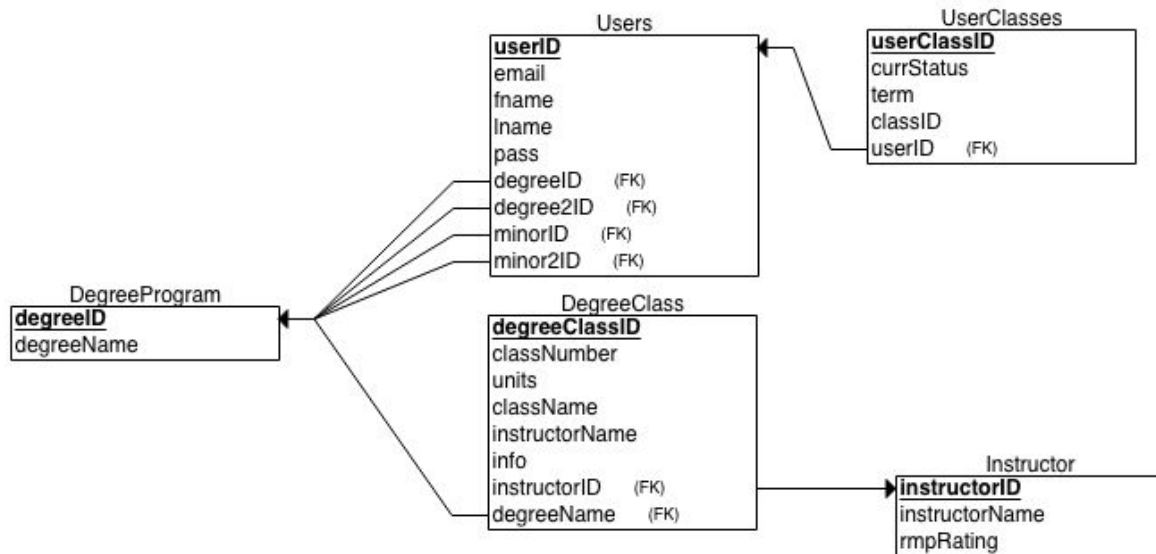 Users
userID
email
fname
lname
pass
degreeID (FK)
degree2ID (FK)
minorID (FK)
minor2ID (FK)
UserClasses
userClassID
currStatus
term
classID
userID (FK)
DegreeProgram
degreeID
degreeName
DegreeClass
degreeClassID
classNumber
units
className
instructorName
info
instructorID (FK)
degreeName (FK)
Instructor
instructorID
instructorName
rmpRating